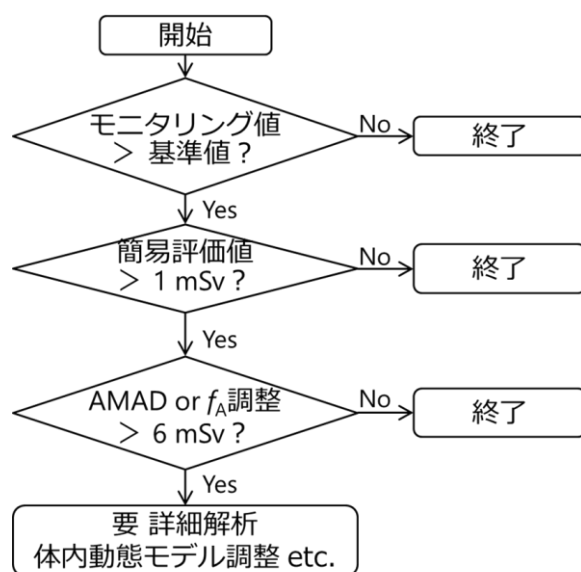 開始
モニタリング値
＞ 基準値？
No
終了
Yes
簡易評価値
＞ 1 mSv？
No
終了
Yes
AMAD or fA調整
＞ 6 mSv？
No
終了
Yes
要 詳細解析
体内動態モデル調整 etc.